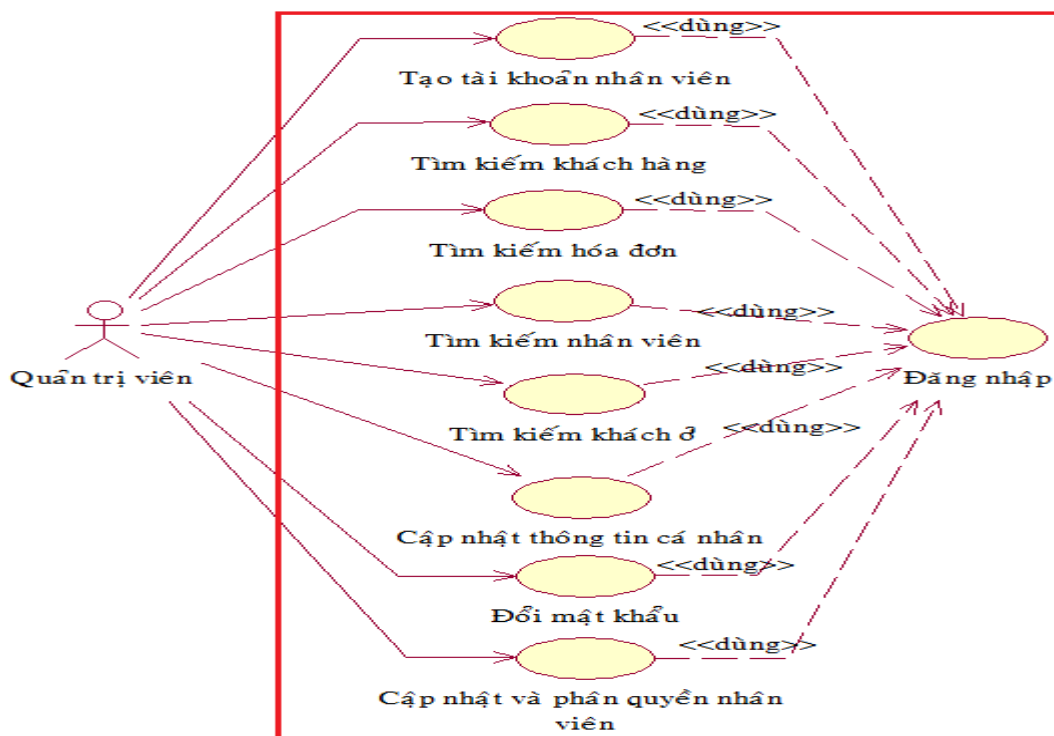 <<dùng>>
Tạo tài khoản nhân viên
<<dùng>>
Tìm kiếm khách hàng
<<dùng>>
Tìm kiếm hóa đơn
<<dùng>>
Tìm kiếm nhân viên
Quản trị viên
<<dùng>>
Đăng nhập
Tìm kiếm khách ở
<<dùng>>
Cập nhật thông tin cá nhân
<<dùng>>
Đổi mật khẩu
<<dùng>>
Cập nhật và phân quyền nhân
viên